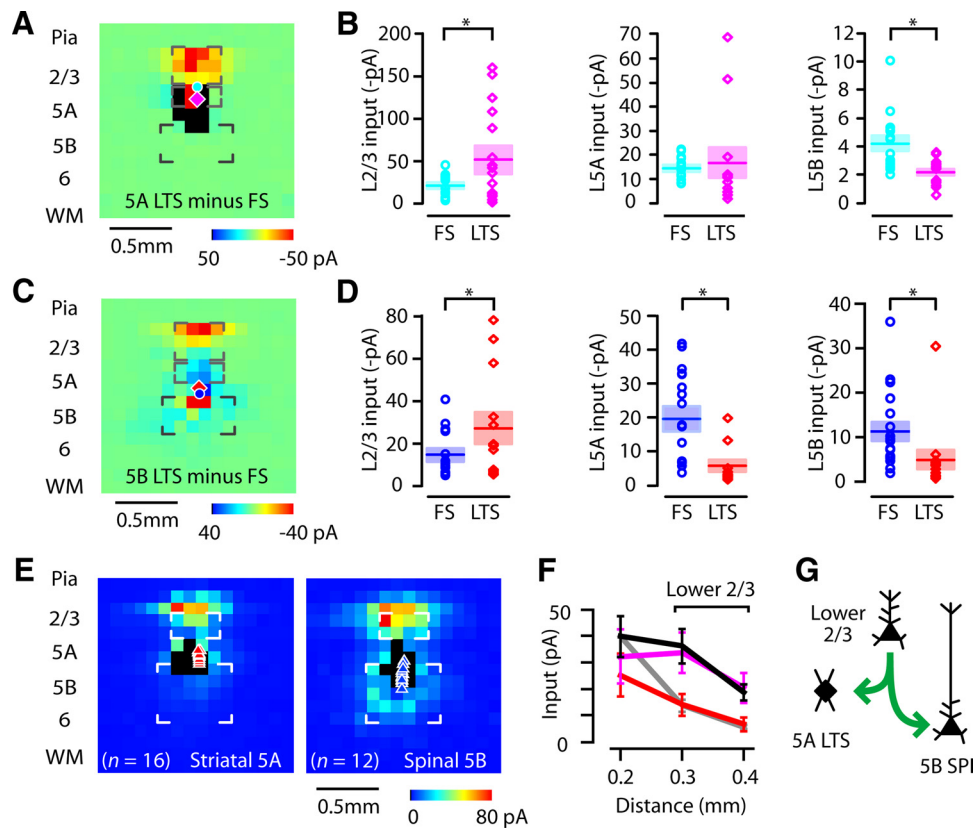 A
Pia
2/3
5A
5B
6
WM
5A LTS minus FS
0.5mm
50 -50 pA
B
L2/3 input (-pA)
200
150
100
50
0
*
FS LTS
L5A input (-pA)
70
60
50
40
30
20
10
0
FS LTS
L5B input (-pA)
12
10
8
6
4
2
0
*
FS LTS
C
Pia
2/3
5A
5B
6
WM
5B LTS minus FS
0.5mm
40 -40 pA
D
L2/3 input (-pA)
80
60
40
20
0
*
FS LTS
L5A input (-pA)
50
40
30
20
10
0
*
FS LTS
L5B input (-pA)
40
30
20
10
0
*
FS LTS
E
Pia
2/3
5A
5B
6
WM
(n = 16) Striatal 5A
(n = 12) Spinal 5B
0.5mm
0 80 pA
F
Lower 2/3
Input (pA)
50
0
0.2 0.3 0.4
Distance (mm)
G
Lower
2/3
5A LTS
5B SPI